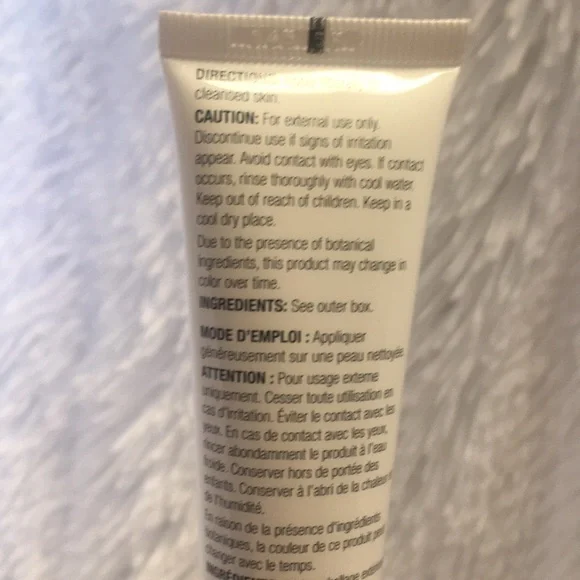 DIRECTIONS
cleansed skin.
CAUTION: For external use only.
Discontinue use if signs of irritation
appear. Avoid contact with eyes. If contact
occurs, rinse thoroughly with cool water.
Keep out of reach of children. Keep in a
cool dry place.
Due to the presence of botanical
ingredients, this product may change in
color over time.
INGREDIENTS: See outer box.
MODE D'EMPLOI : Appliquer
généreusement sur une peau nettoyée.
ATTENTION : Pour usage externe
uniquement. Cesser toute utilisation en
cas d'irritation. Éviter le contact avec les
yeux. En cas de contact avec les yeux,
rincer abondamment le produit à l'eau
froide. Conserver hors de portée des
enfants. Conserver à l'abri de la chaleur et
de l'humidité.
En raison de la présence d'ingrédients
botaniques, la couleur de ce produit peut
changer avec le temps.